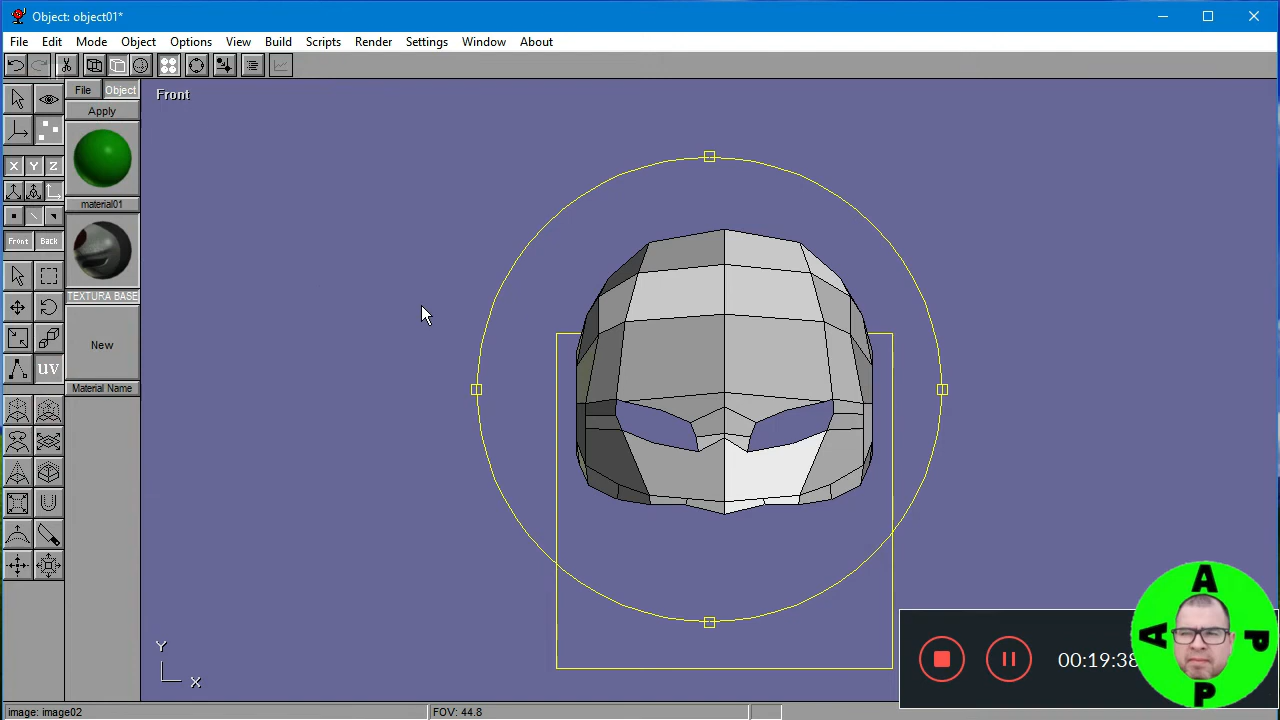 Object: object01*
File Edit Mode Object Options View Build Scripts Render Settings Window About
File Object
Apply
Front
X Y Z
material01
Front Back
TEXTURA BASE
New
uv
Material Name
Y
X
A
A P
P
00:19:38
image: image02 FOV: 44.8